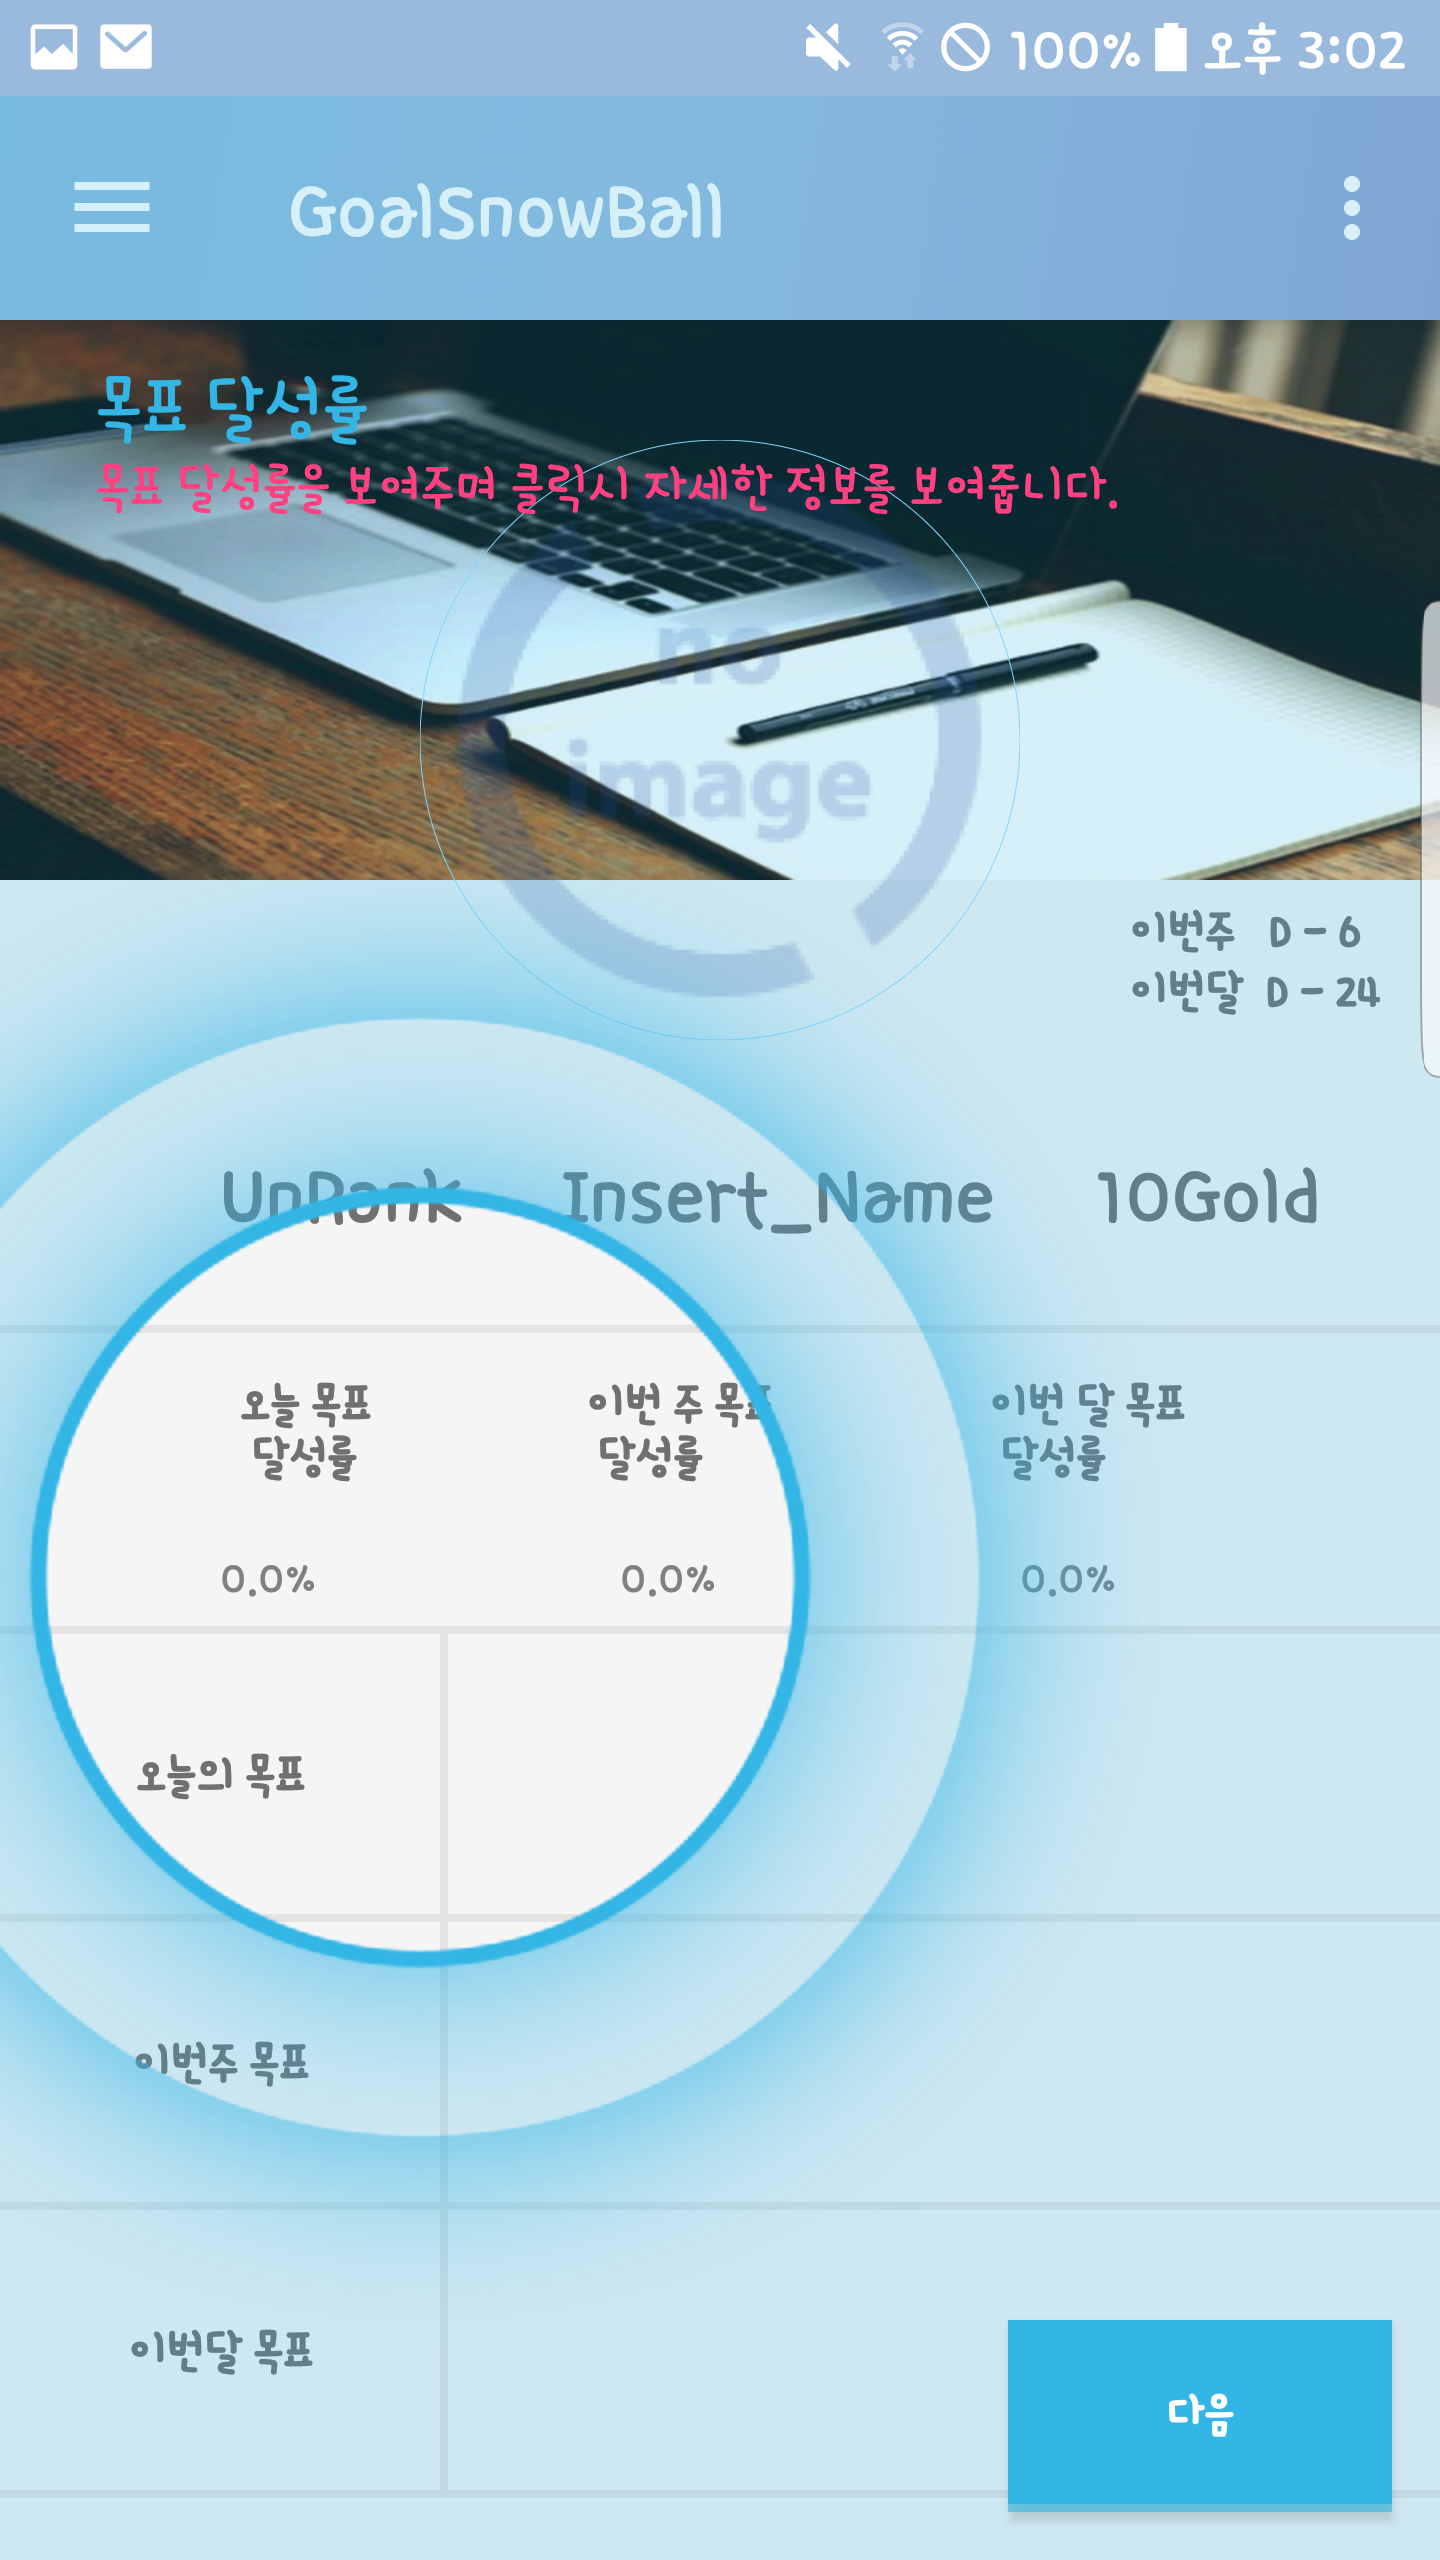 100% 오후 3:02
GoalSnowBall
목표 달성률
목표 달성률을 보여주며 클릭시 자세한 정보를 보여줍니다.
no
image
이번주 D - 6
이번달 D - 24
UnRank Insert_Name 10Gold
오늘 목표 이번 주 목표 이번 달 목표
달성률 달성률 달성률
0.0% 0.0% 0.0%
오늘의 목표
이번주 목표
이번달 목표
다음